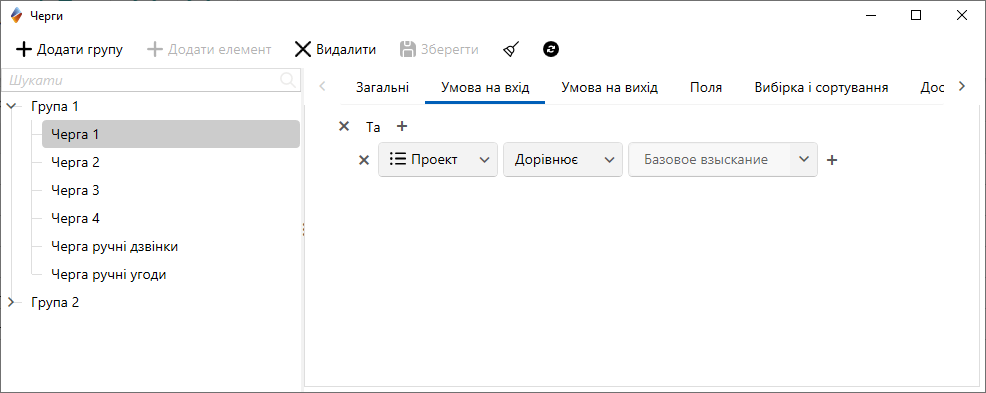 Черги
Додати групу Додати елемент Видалити Зберегти
Шукати
Загальні Умова на вхід Умова на вихід Поля Вибірка і сортування Дос
Група 1
Черга 1
Черга 2
Черга 3
Черга 4
Черга ручні дзвінки
Черга ручні угоди
Група 2
Та
Проект Дорівнює Базовое взыскание